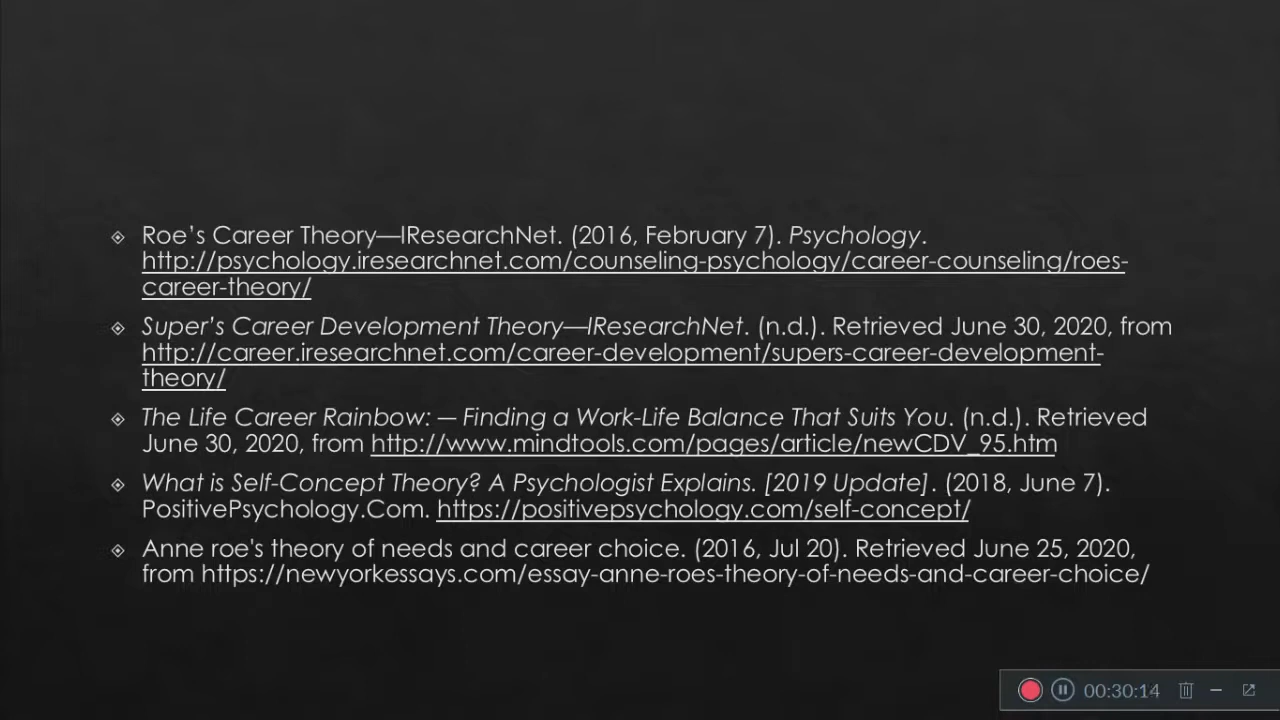 Roe’s Career Theory—IResearchNet. (2016, February 7). Psychology.
http://psychology.iresearchnet.com/counseling-psychology/career-counseling/roes-
career-theory/
Super’s Career Development Theory—IResearchNet. (n.d.). Retrieved June 30, 2020, from
http://career.iresearchnet.com/career-development/supers-career-development-
theory/
The Life Career Rainbow: — Finding a Work-Life Balance That Suits You. (n.d.). Retrieved
June 30, 2020, from http://www.mindtools.com/pages/article/newCDV_95.htm
What is Self-Concept Theory? A Psychologist Explains. [2019 Update]. (2018, June 7).
PositivePsychology.Com. https://positivepsychology.com/self-concept/
Anne roe's theory of needs and career choice. (2016, Jul 20). Retrieved June 25, 2020,
from https://newyorkessays.com/essay-anne-roes-theory-of-needs-and-career-choice/
00:30:14